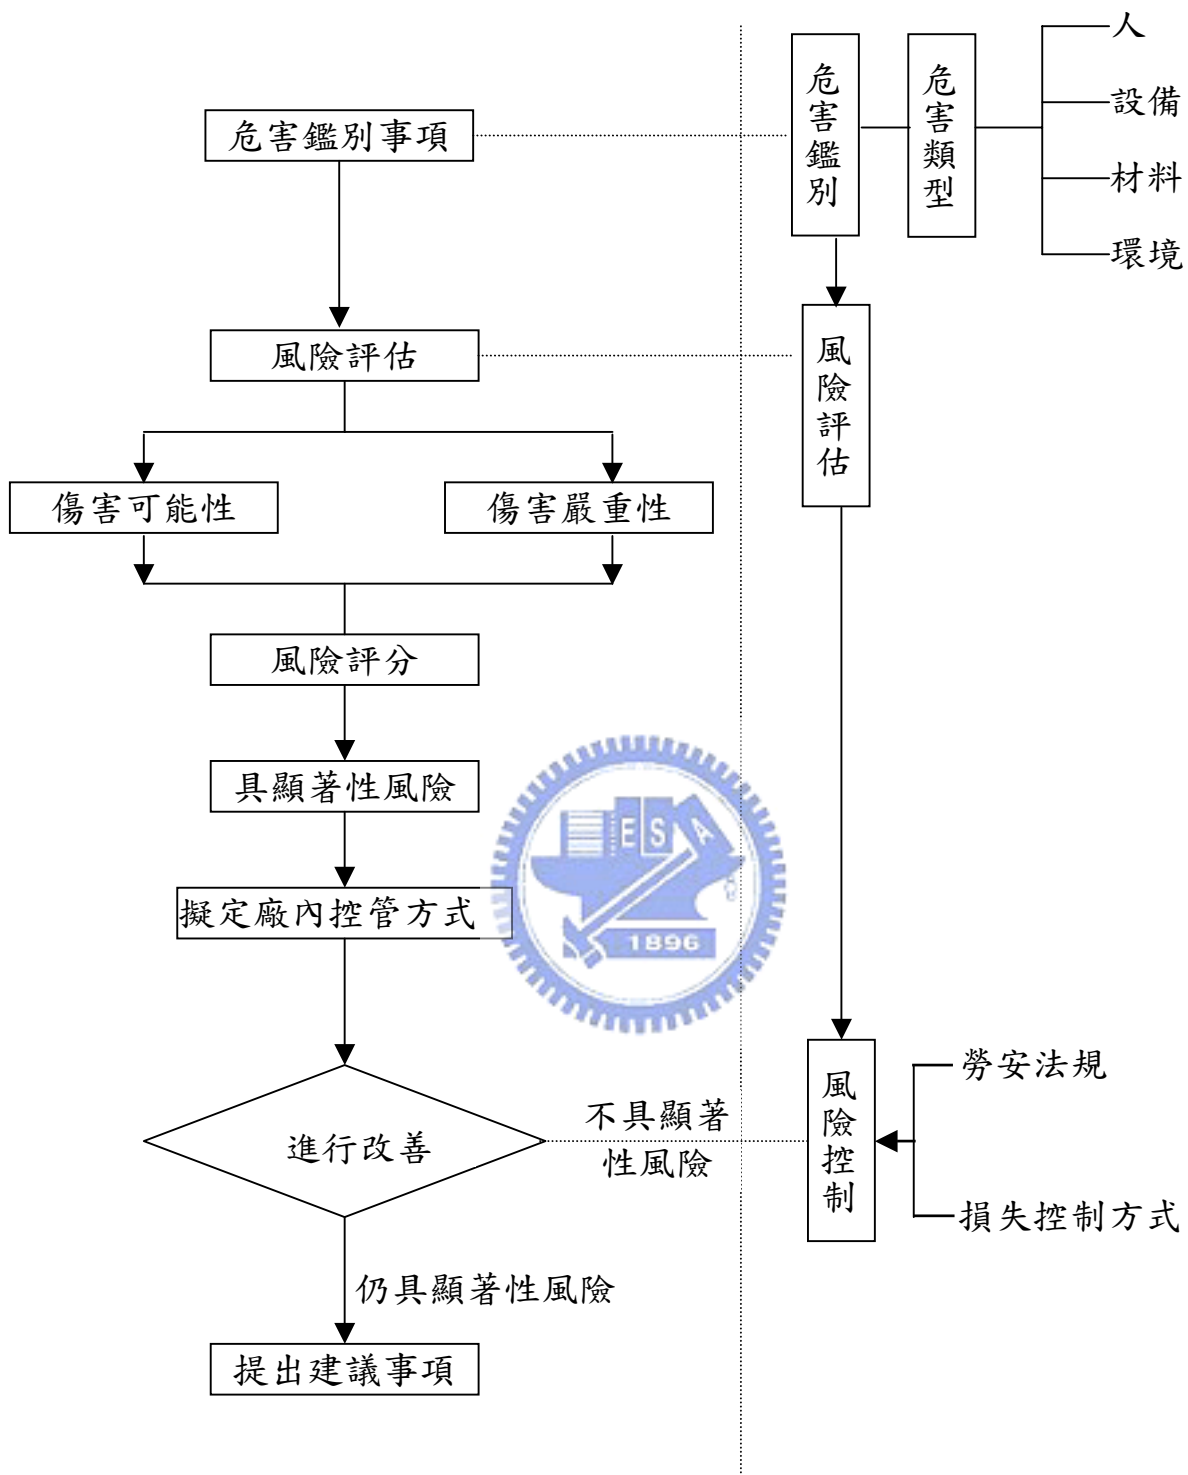 危害鑑別事項
風險評估
傷害可能性
傷害嚴重性
風險評分
具顯著性風險
擬定廠內控管方式
進行改善
不具顯著
性風險
仍具顯著性風險
提出建議事項
危害鑑別
危害類型
人
設備
材料
環境
風險評估
風險控制
勞安法規
損失控制方式
E S A
1896